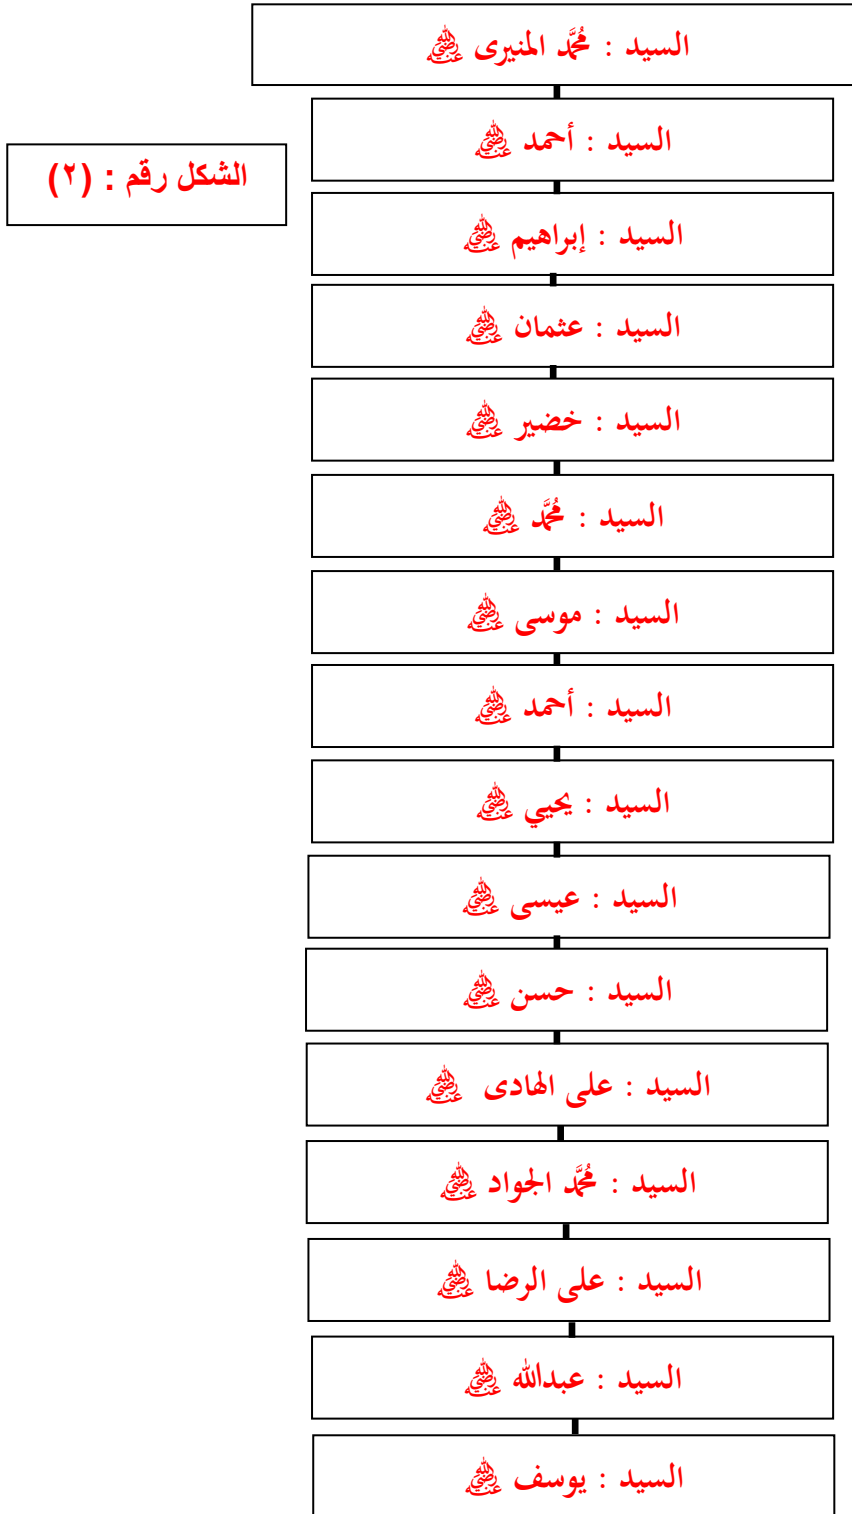 السيد : مُحَمَّد المنيرى رضي الله عنه
السيد : أحمد رضي الله عنه
الشكل رقم : (٢)
السيد : إبراهيم رضي الله عنه
السيد : عثمان رضي الله عنه
السيد : خضير رضي الله عنه
السيد : مُحَمَّد رضي الله عنه
السيد : موسى رضي الله عنه
السيد : أحمد رضي الله عنه
السيد : يحيي رضي الله عنه
السيد : عيسى رضي الله عنه
السيد : حسن رضي الله عنه
السيد : على الهادى رضي الله عنه
السيد : مُحَمَّد الجواد رضي الله عنه
السيد : على الرضا رضي الله عنه
السيد : عبدالله رضي الله عنه
السيد : يوسف رضي الله عنه